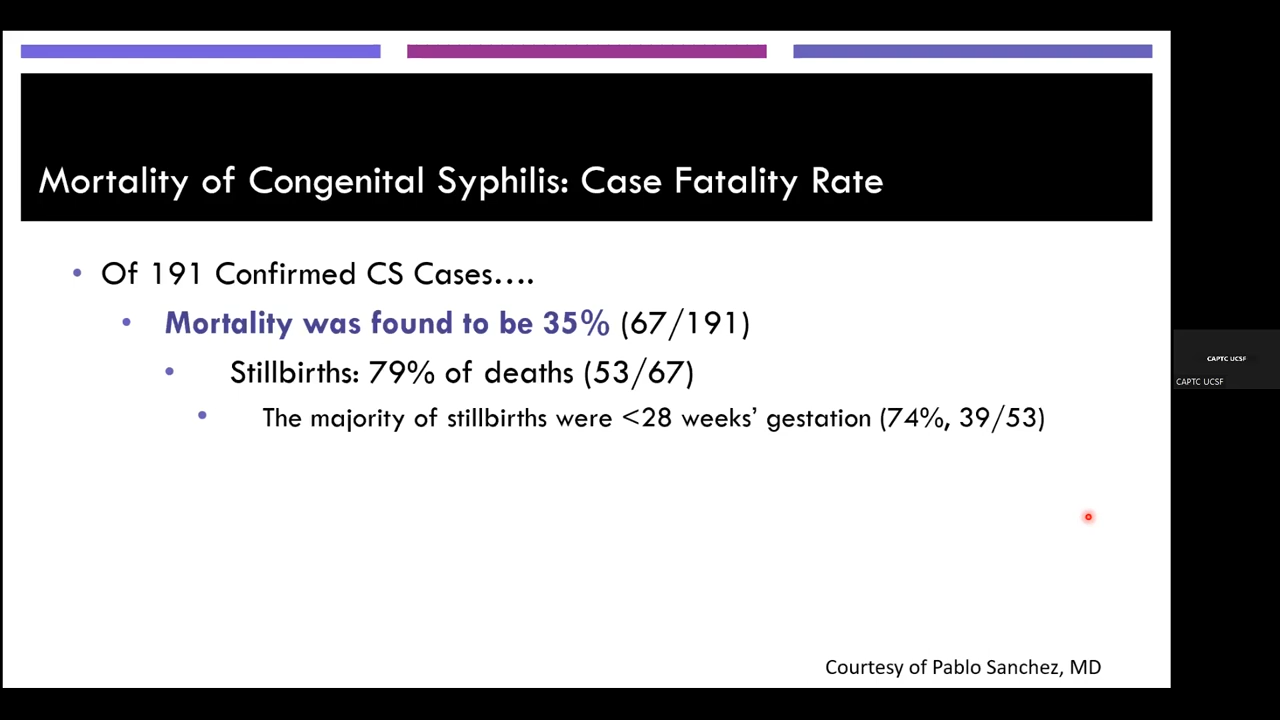 Mortality of Congenital Syphilis: Case Fatality Rate
• Of 191 Confirmed CS Cases....
• Mortality was found to be 35% (67/191)
• Stillbirths: 79% of deaths (53/67)
• The majority of stillbirths were <28 weeks' gestation (74%, 39/53)
CAPTC UCSF
CAPTC UCSF
Courtesy of Pablo Sanchez, MD